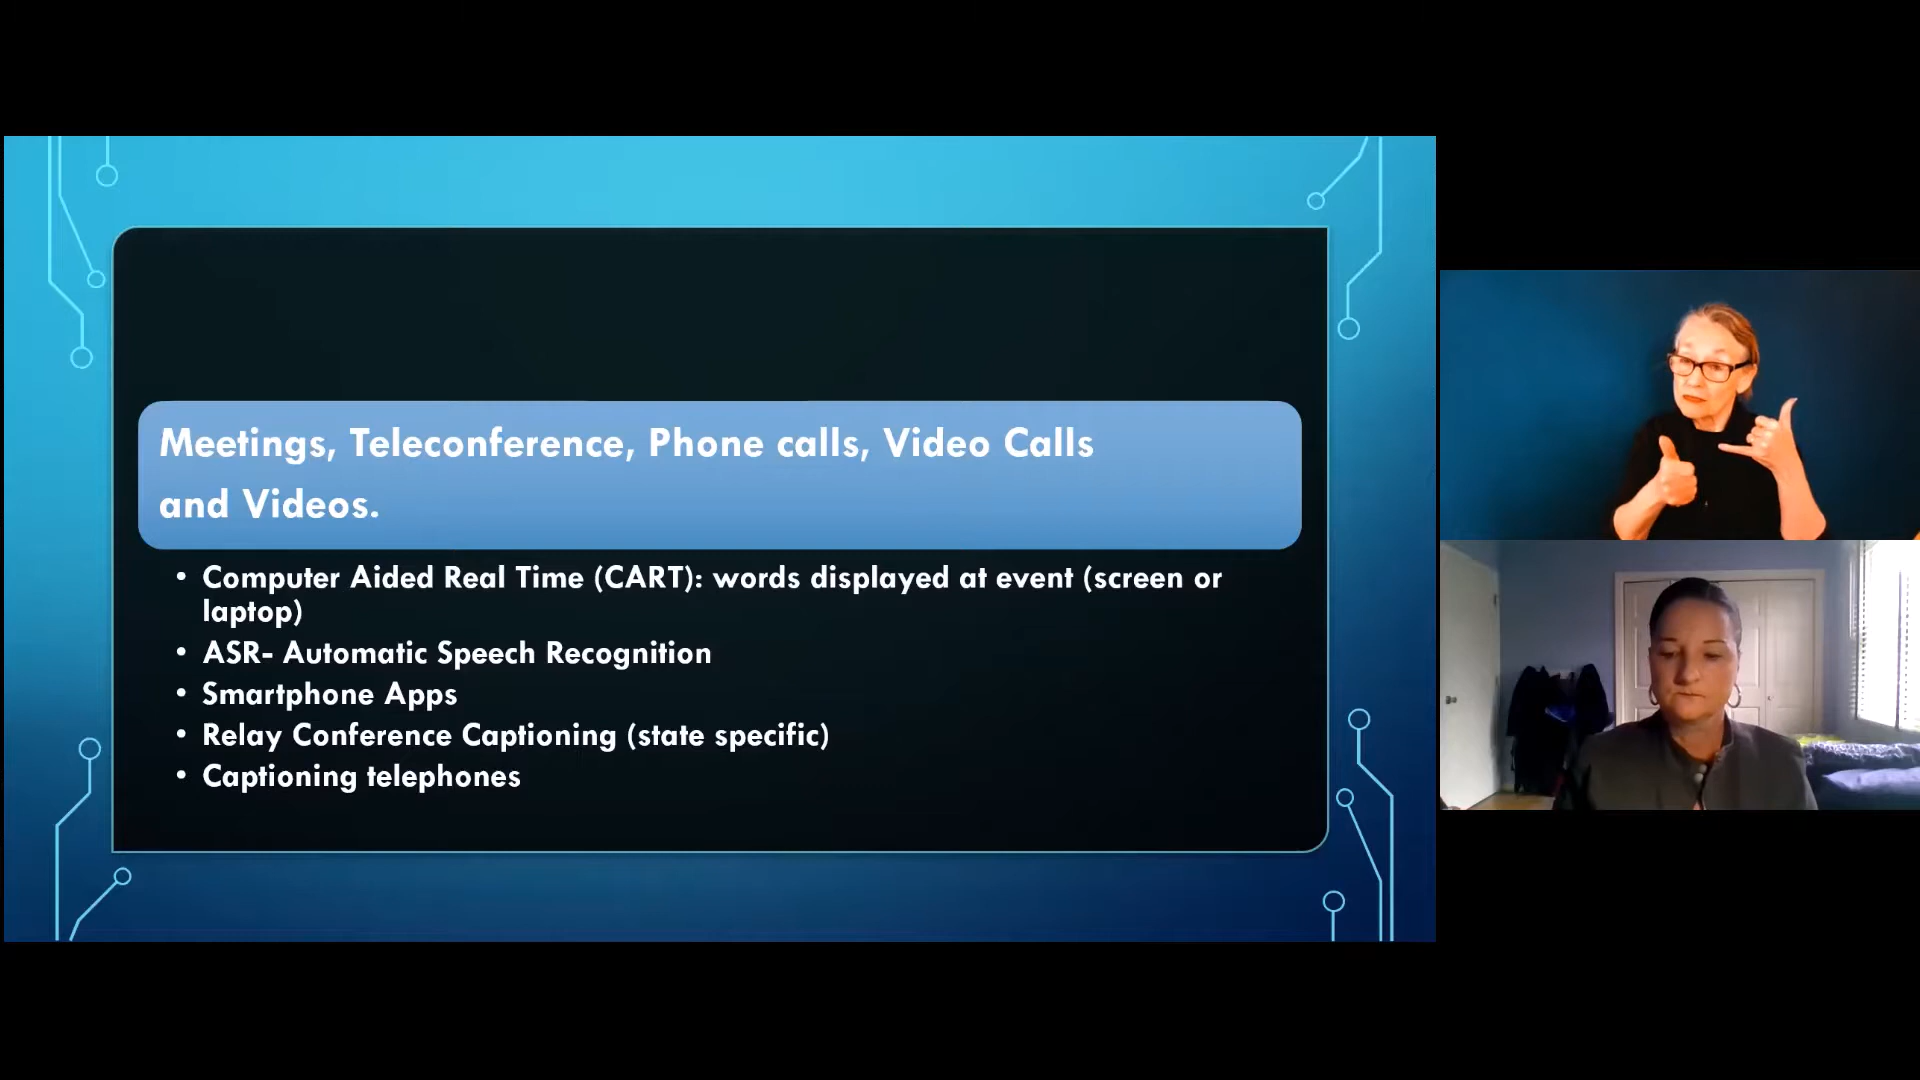 Meetings, Teleconference, Phone calls, Video Calls
and Videos.
• Computer Aided Real Time (CART): words displayed at event (screen or
laptop)
• ASR- Automatic Speech Recognition
• Smartphone Apps
• Relay Conference Captioning (state specific)
• Captioning telephones